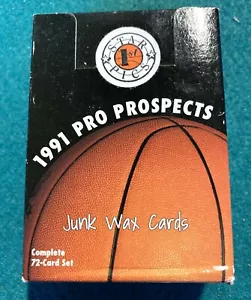 STAR
1st
PICS
1991 PRO PROSPECTS
Junk Wax Cards
Complete
72-Card Set